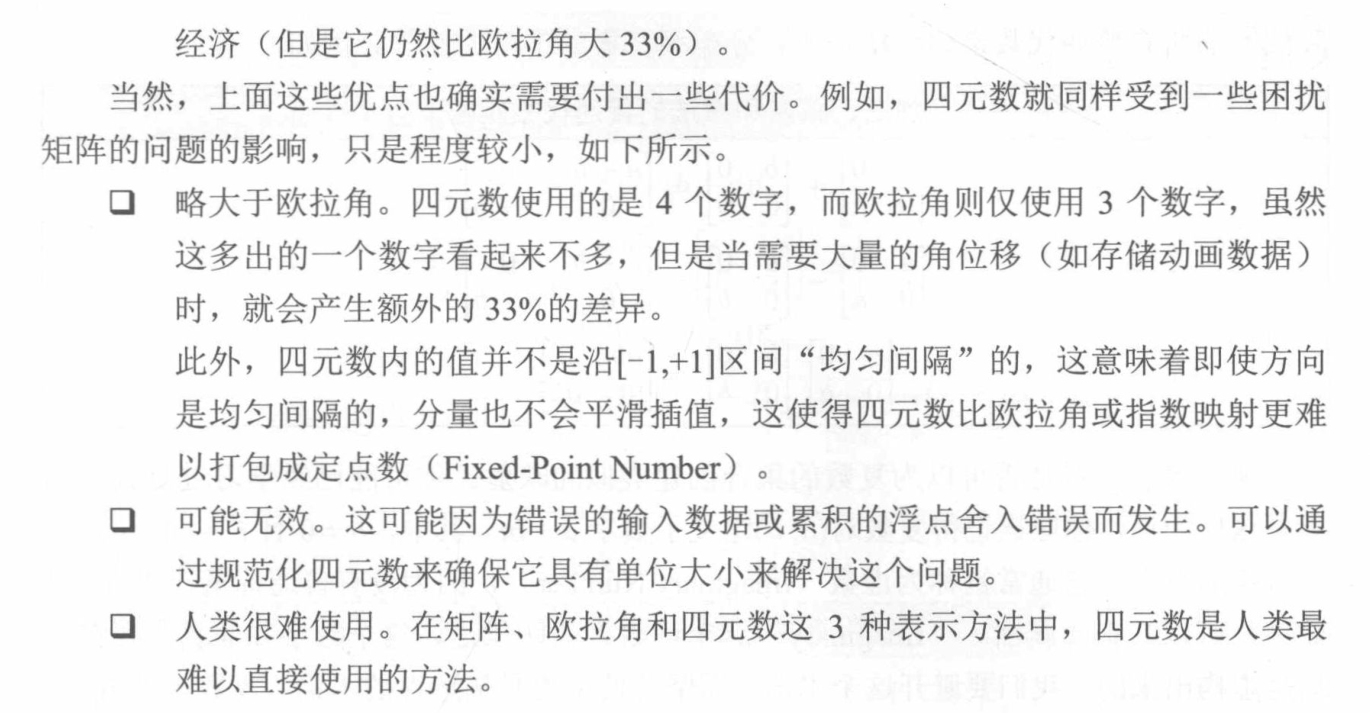 经济（但是它仍然比欧拉角大 33%）。
当然，上面这些优点也确实需要付出一些代价。例如，四元数就同样受到一些困扰
矩阵的问题的影响，只是程度较小，如下所示。
❑ 略大于欧拉角。四元数使用的是 4 个数字，而欧拉角则仅使用 3 个数字，虽然
这多出的一个数字看起来不多，但是当需要大量的角位移（如存储动画数据）
时，就会产生额外的 33%的差异。
此外，四元数内的值并不是沿[−1,+1]区间“均匀间隔”的，这意味着即使方向
是均匀间隔的，分量也不会平滑插值，这使得四元数比欧拉角或指数映射更难
以打包成定点数（Fixed-Point Number）。
❑ 可能无效。这可能因为错误的输入数据或累积的浮点舍入错误而发生。可以通
过规范化四元数来确保它具有单位大小来解决这个问题。
❑ 人类很难使用。在矩阵、欧拉角和四元数这 3 种表示方法中，四元数是人类最
难以直接使用的方法。